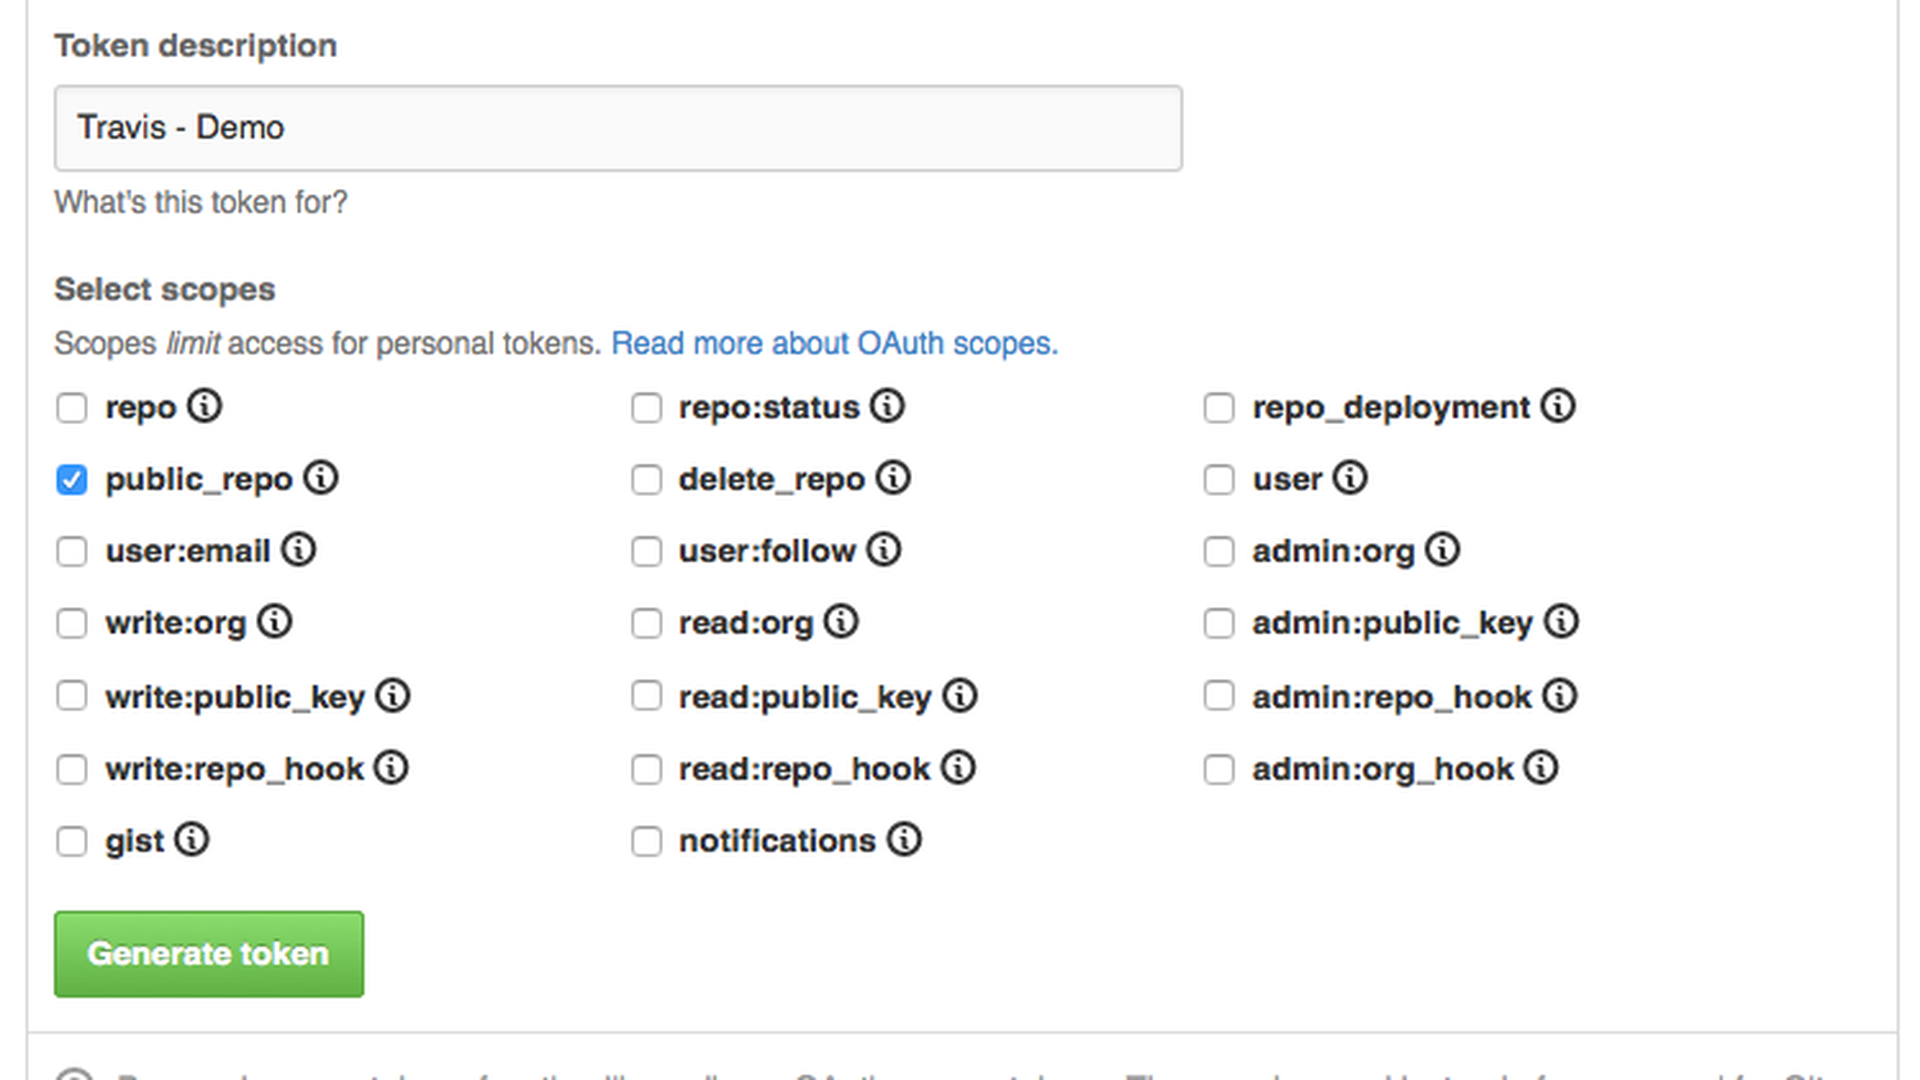 Token description
Travis - Demo
What's this token for?
Select scopes
Scopes limit access for personal tokens. Read more about OAuth scopes.
repo repo:status repo_deployment
public_repo delete_repo user
user:email user:follow admin:org
write:org read:org admin:public_key
write:public_key read:public_key admin:repo_hook
write:repo_hook read:repo_hook admin:org_hook
gist notifications
Generate token